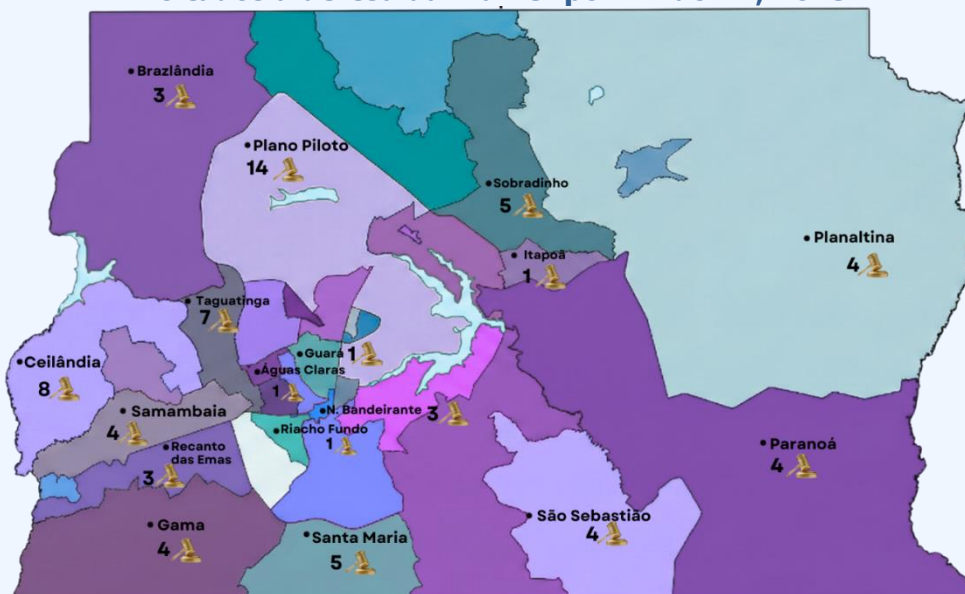 Brazlândia
3
Plano Piloto
14
Sobradinho
5
Planaltina
4
Itapoã
1
Taguatinga
7
Ceilândia
8
Guará 1
Águas Claras
1
Samambaia
4
N. Bandeirante 3
Riacho Fundo
1
Recanto
das Emas
3
Paranoá
4
Gama
4
Santa Maria
5
São Sebastião
4